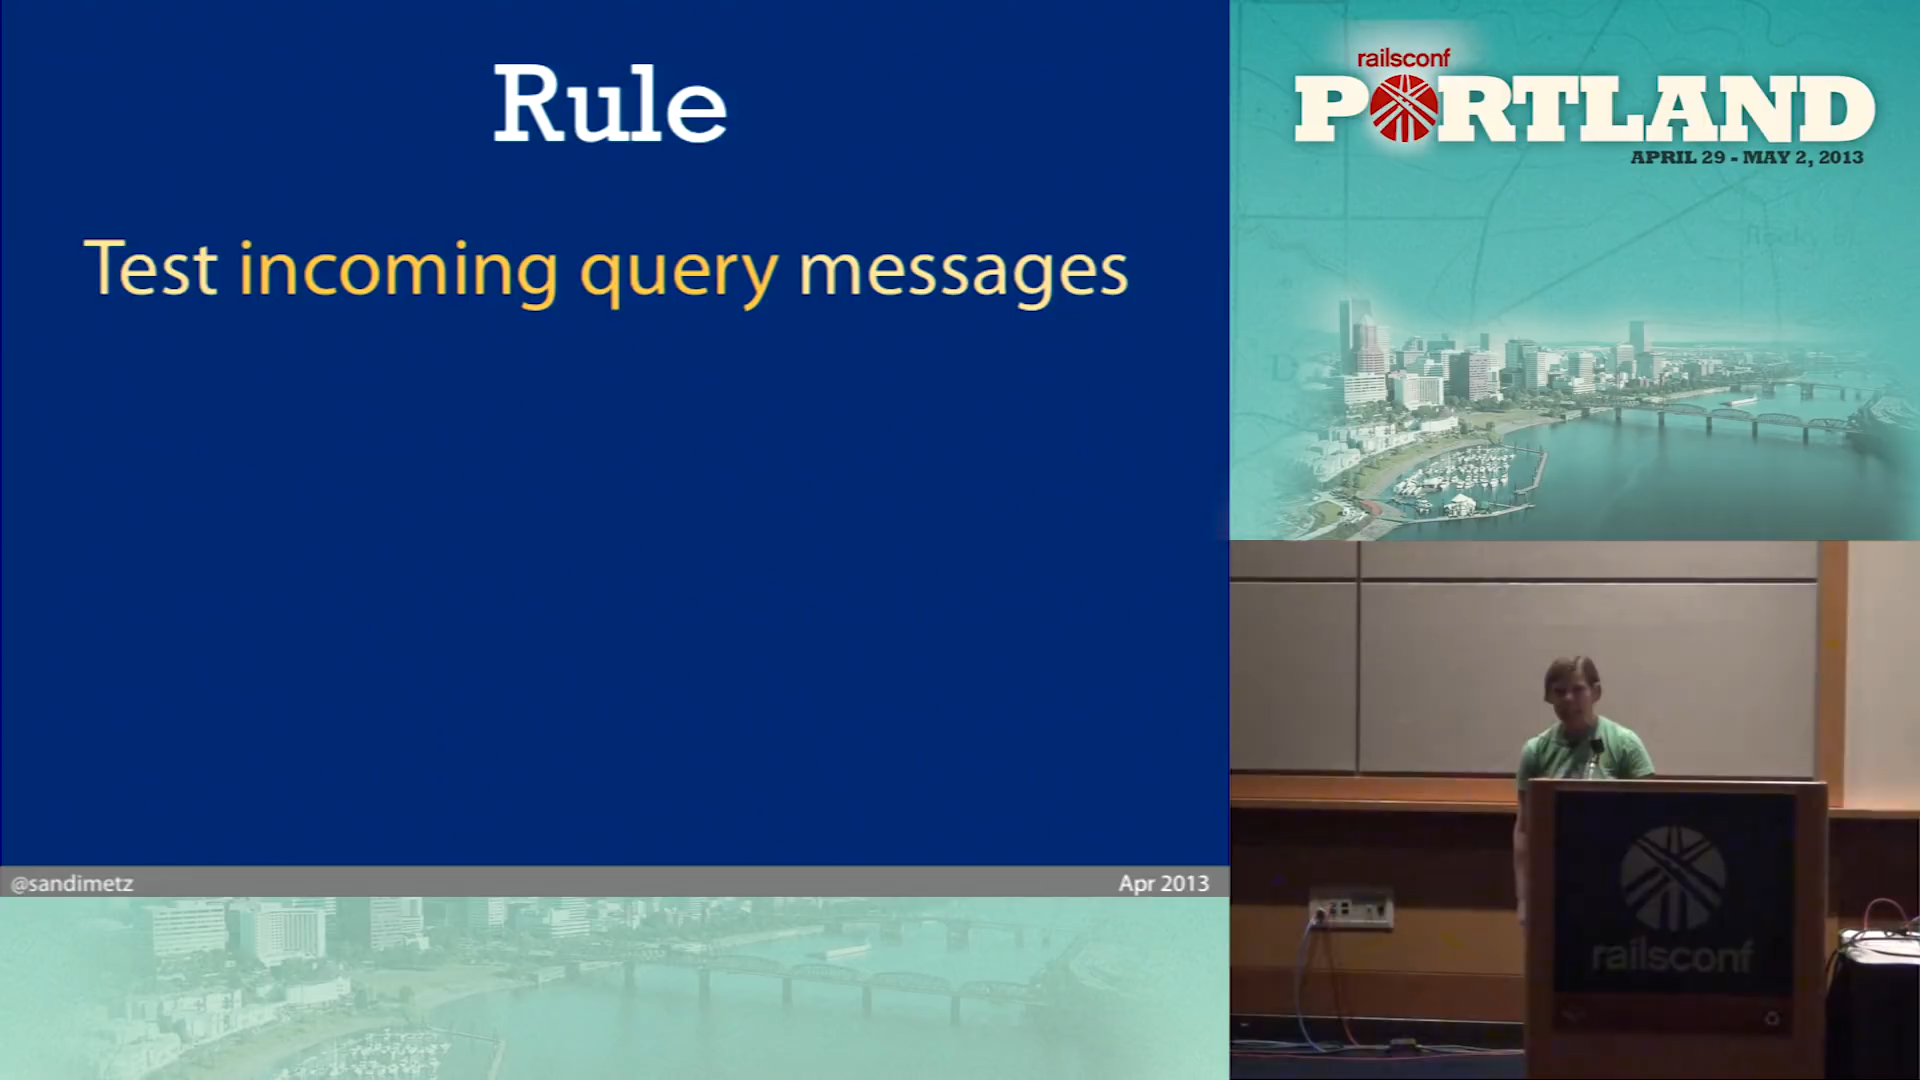 Rule
Test incoming query messages
@sandimetz
Apr 2013
railsconf
PORTLAND
APRIL 29 - MAY 2, 2013
railsconf